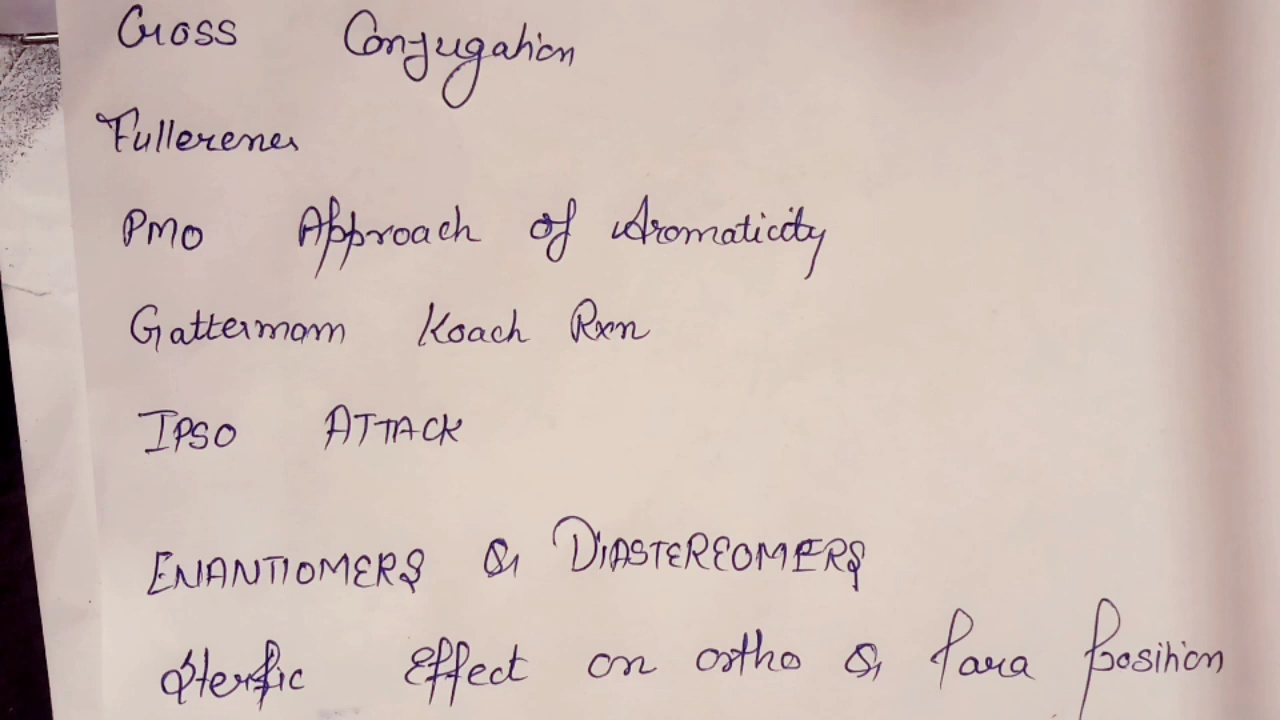 Cross Conjugation
Fullerenes
PMO Approach of Aromaticity
Gattermann Koach Rxn
IPSO ATTACK
ENANTIOMERS & DIASTEREOMERS
Steric Effect on ortho & Para position